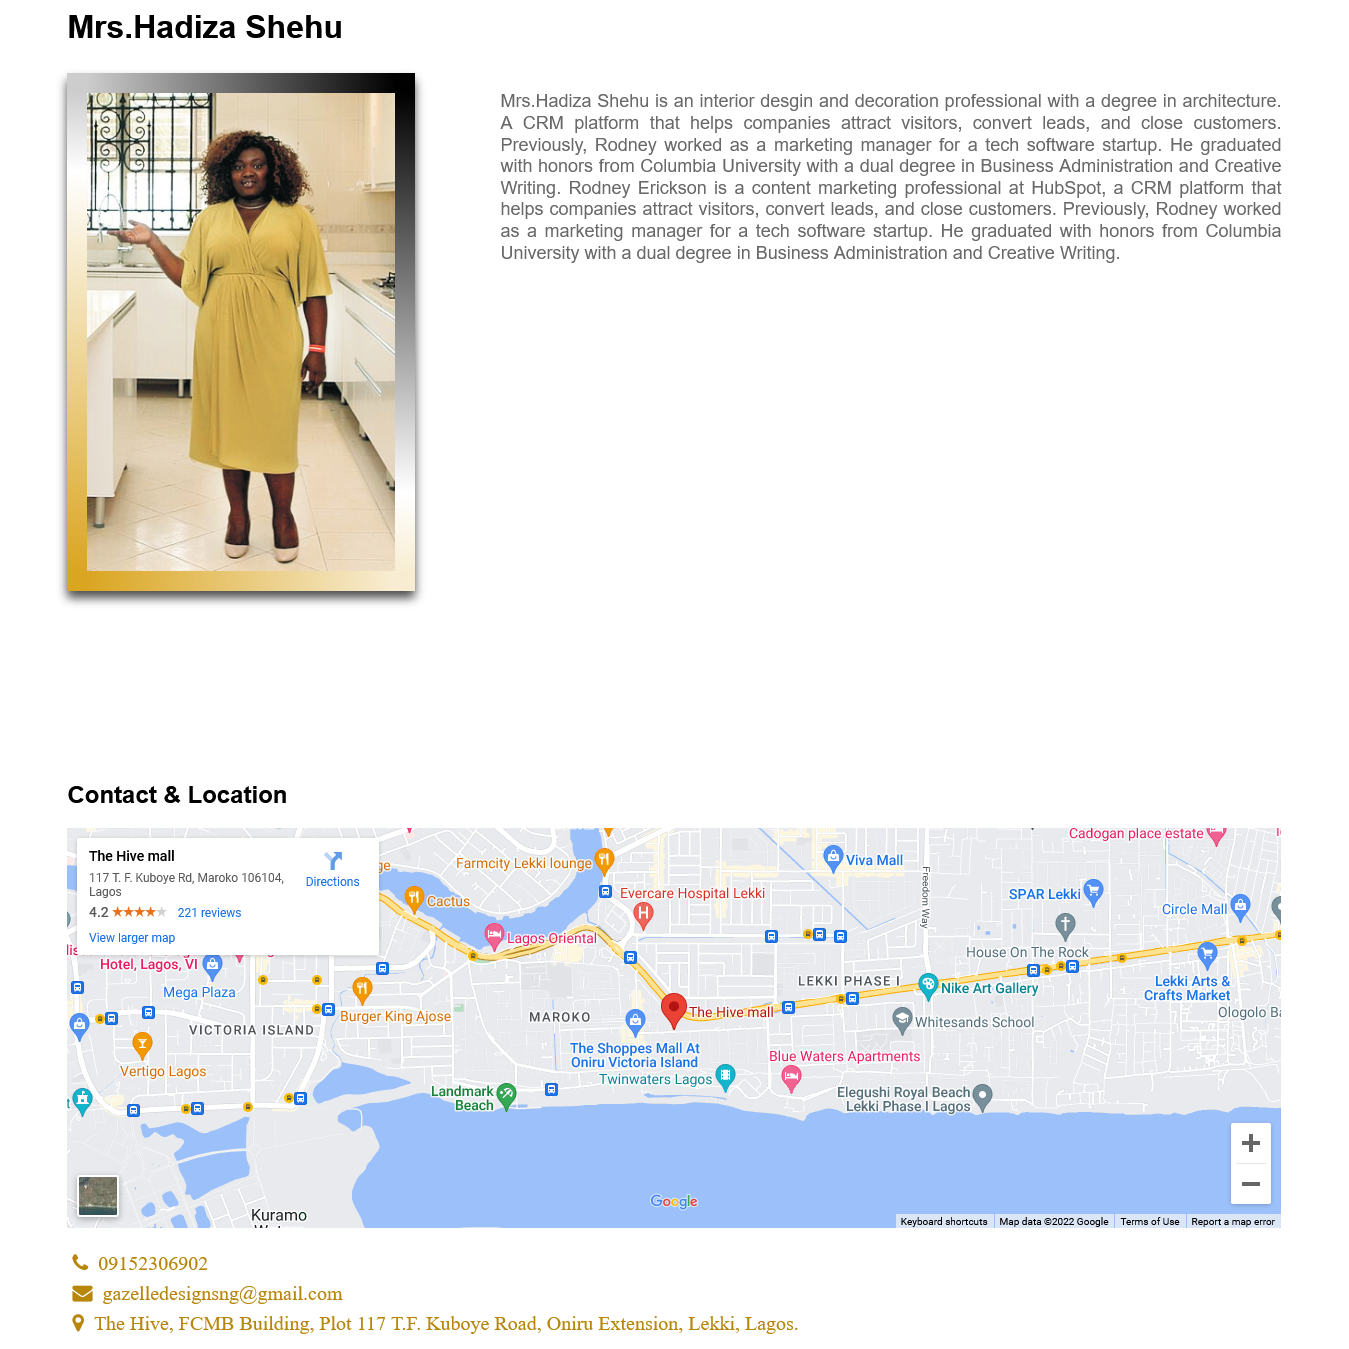 Mrs.Hadiza Shehu
Mrs.Hadiza Shehu is an interior desgin and decoration professional with a degree in architecture.
A CRM platform that helps companies attract visitors, convert leads, and close customers.
Previously, Rodney worked as a marketing manager for a tech software startup. He graduated
with honors from Columbia University with a dual degree in Business Administration and Creative
Writing. Rodney Erickson is a content marketing professional at HubSpot, a CRM platform that
helps companies attract visitors, convert leads, and close customers. Previously, Rodney worked
as a marketing manager for a tech software startup. He graduated with honors from Columbia
University with a dual degree in Business Administration and Creative Writing.
Contact & Location
The Hive mall
117 T. F. Kuboye Rd, Maroko 106104,
Lagos
Directions
4.2
221 reviews
View larger map
Cadogan place estate
Farmcity Lekki lounge
Viva Mall
Freedom Way
Evercare Hospital Lekki
SPAR Lekki
Cactus
Circle Mall
Lagos Oriental
House On The Rock
Hotel, Lagos, VI
Mega Plaza
LEKKI PHASE I
Nike Art Gallery
Lekki Arts &
Crafts Market
Burger King Ajose
MAROKO
The Hive mall
Ologolo Ba
VICTORIA ISLAND
Whitesands School
The Shoppes Mall At
Oniru Victoria Island
Blue Waters Apartments
Vertigo Lagos
Twinwaters Lagos
Landmark
Beach
Elegushi Royal Beach
Lekki Phase I Lagos
Kuramo
Google
Keyboard shortcuts
Map data ©2022 Google
Terms of Use
Report a map error
09152306902
gazelledesignsng@gmail.com
The Hive, FCMB Building, Plot 117 T.F. Kuboye Road, Oniru Extension, Lekki, Lagos.